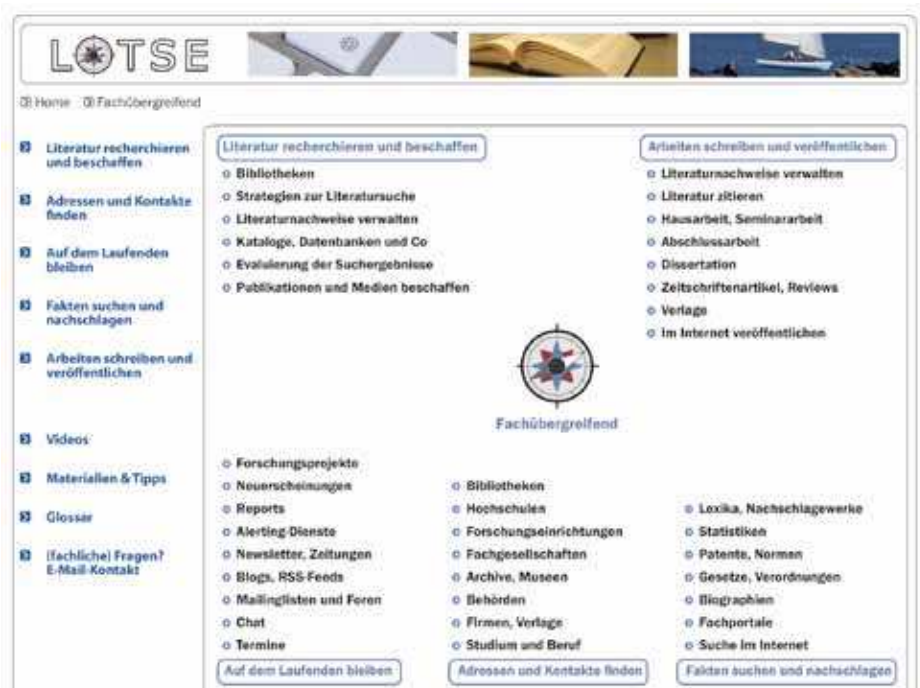 LOTSE
Home Fachübergreifend
Literatur recherchieren
und beschaffen
Adressen und Kontakte
finden
Auf dem Laufenden
bleiben
Fakten suchen und
nachschlagen
Arbeiten schreiben und
veröffentlichen
Videos
Materialien & Tipps
Glossar
(fachliche) Fragen?
E-Mail-Kontakt
Literatur recherchieren und beschaffen
Bibliotheken
Strategien zur Literatursuche
Literaturnachweise verwalten
Kataloge, Datenbanken und Co
Evaluierung der Suchergebnisse
Publikationen und Medien beschaffen
Arbeiten schreiben und veröffentlichen
Literaturnachweise verwalten
Literatur zitieren
Hausarbeit, Seminararbeit
Abschlussarbeit
Dissertation
Zeitschriftenartikel, Reviews
Verlage
Im Internet veröffentlichen
Fachübergreifend
Forschungsprojekte
Neuerscheinungen
Reports
Alerting-Dienste
Newsletter, Zeitungen
Blogs, RSS-Feeds
Mailinglisten und Foren
Chat
Termine
Auf dem Laufenden bleiben
Bibliotheken
Hochschulen
Forschungseinrichtungen
Fachgesellschaften
Archive, Museen
Behörden
Firmen, Verlage
Studium und Beruf
Adressen und Kontakte finden
Lexika, Nachschlagewerke
Statistiken
Patente, Normen
Gesetze, Verordnungen
Biographien
Fachportale
Suche im Internet
Fakten suchen und nachschlagen